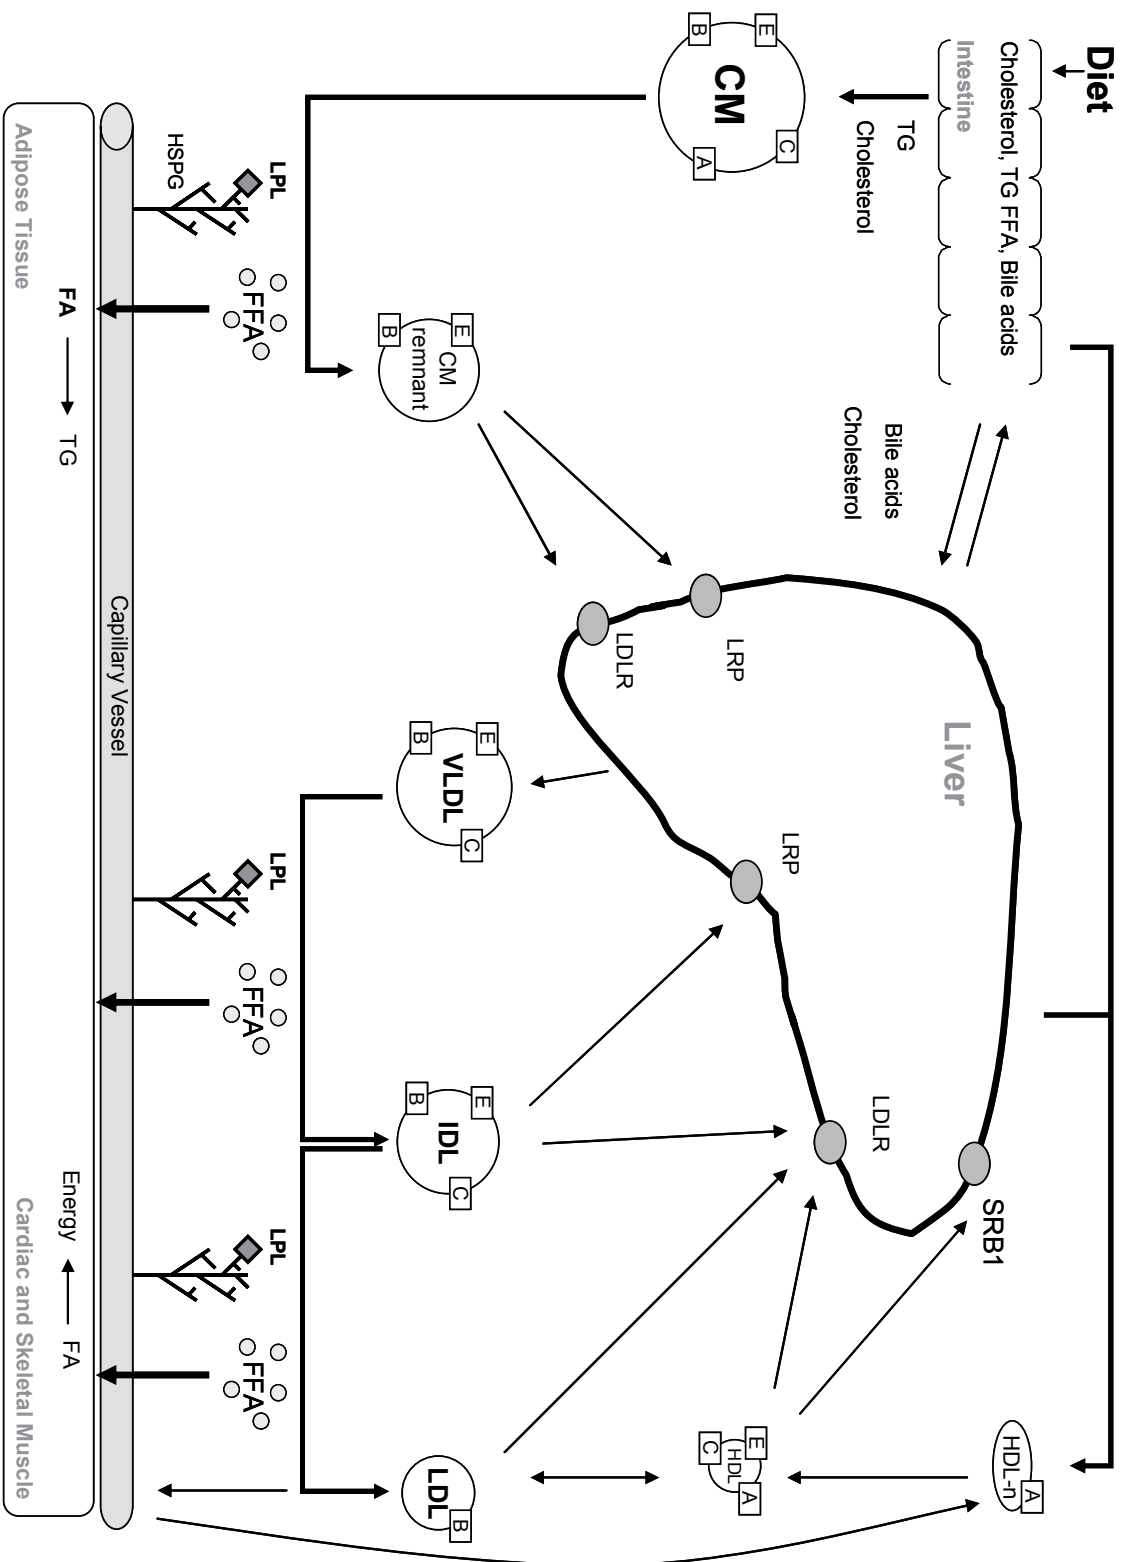 Diet
Cholesterol, TG FFA, Bile acids
Intestine
TG
Cholesterol
Bile acids
Cholesterol
E
C
B
A
CM
E
B
CM
remnant
Liver
LRP
LDLR
LRP
LDLR
SRB1
E
B
C
VLDL
E
B
C
IDL
LDL
B
E
C
A
HDL
HDL-n
A
LPL
HSPG
FFA
LPL
FFA
LPL
FFA
Capillary Vessel
FA
TG
Energy
FA
Adipose Tissue
Cardiac and Skeletal Muscle